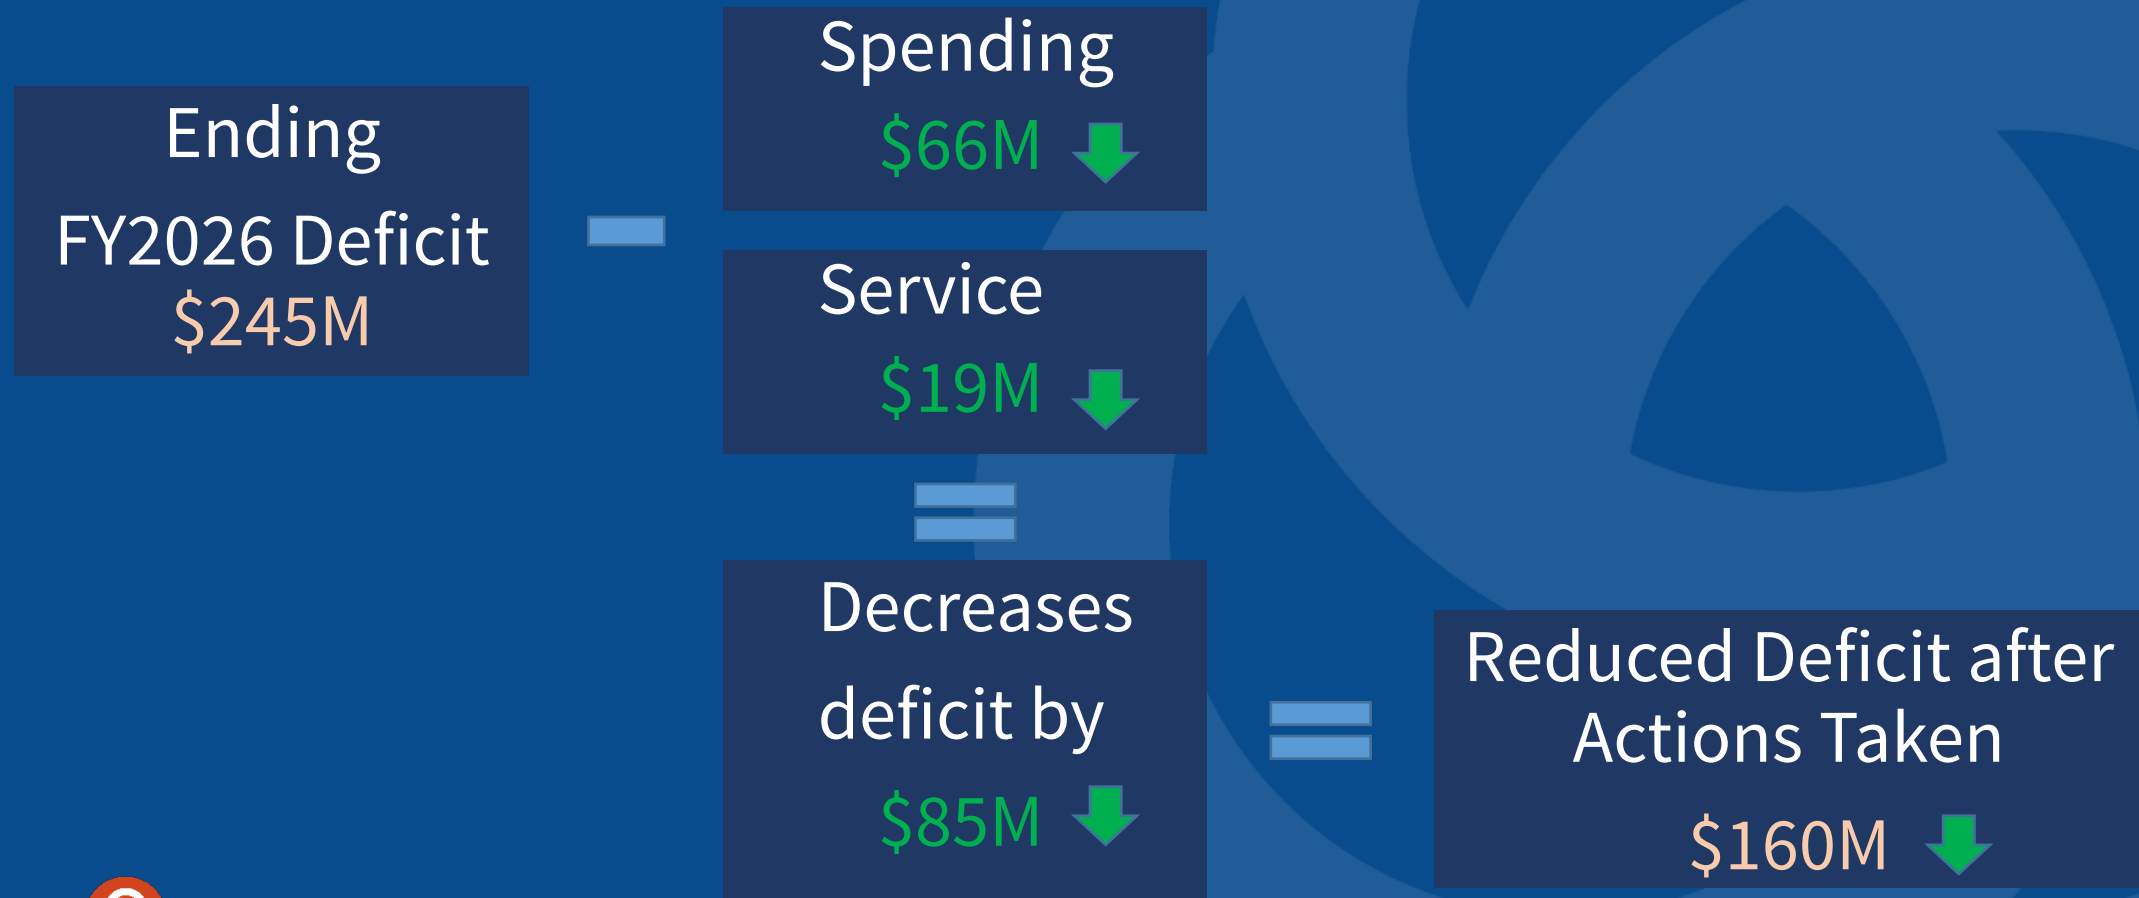 Ending
FY2026 Deficit
$245M
Spending
$66M
Service
$19M
Decreases
deficit by
$85M
Reduced Deficit after
Actions Taken
$160M